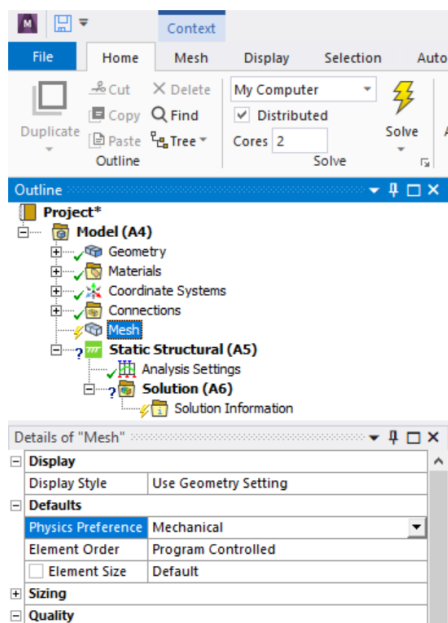 M
Context
File Home Mesh Display Selection Auto
Duplicate
Cut
Copy
Paste
Delete
Find
Tree
Outline
My Computer
Distributed
Cores 2
Solve
Solve
Outline
Project*
Model (A4)
Geometry
Materials
Coordinate Systems
Connections
Mesh
Static Structural (A5)
Analysis Settings
Solution (A6)
Solution Information
Details of "Mesh"
Display
Display Style Use Geometry Setting
Defaults
Physics Preference Mechanical
Element Order Program Controlled
Element Size Default
Sizing
Quality